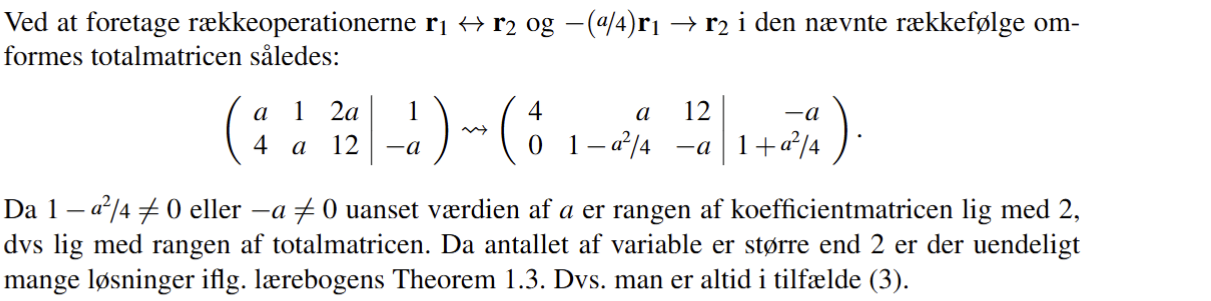 Ved at foretage rækkeoperationerne r₁ ↔ r₂ og −(a/4)r₁ → r₂ i den nævnte rækkefølge om-
formes totalmatricen således:
( a 1 2a | 1 ; 4 a 12 | −a ) ⇝ ( 4 a 12 | −a ; 0 1 − a²/4 −a | 1 + a²/4 ) .
Da 1 − a²/4 ≠ 0 eller −a ≠ 0 uanset værdien af a er rangen af koefficientmatricen lig med 2,
dvs lig med rangen af totalmatricen. Da antallet af variable er større end 2 er der uendeligt
mange løsninger iflg. lærebogens Theorem 1.3. Dvs. man er altid i tilfælde (3).